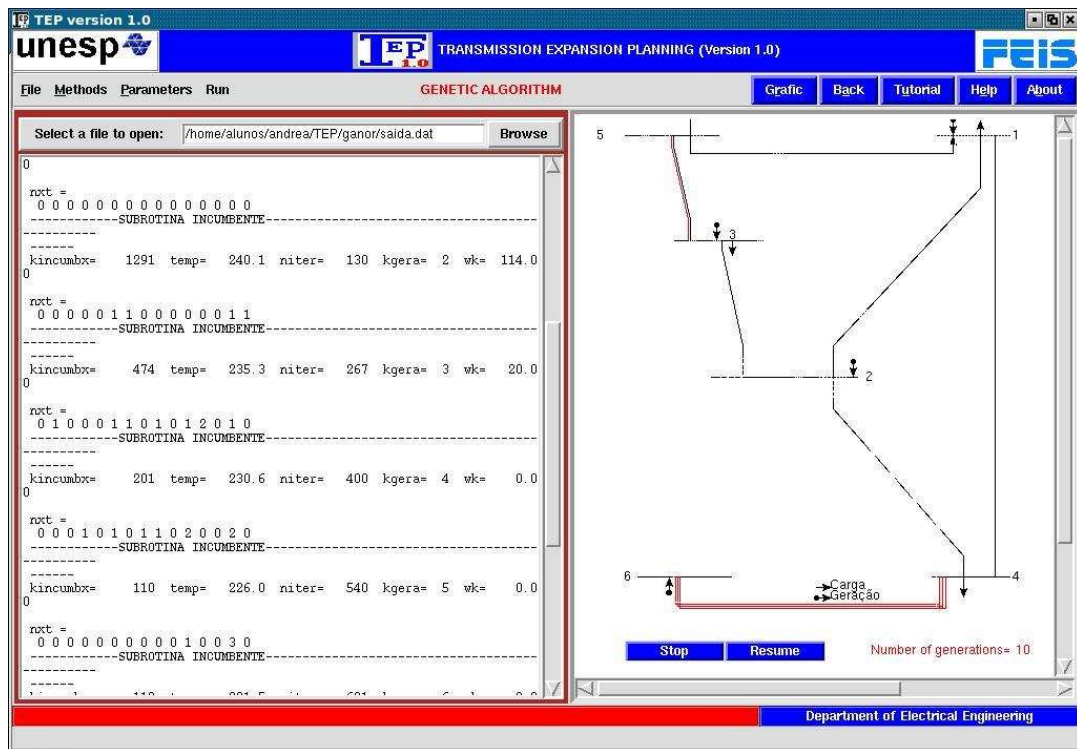 TEP version 1.0
unesp
TEP 1.0
TRANSMISSION EXPANSION PLANNING (Version 1.0)
FEIS
File Methods Parameters Run
GENETIC ALGORITHM
Grafic Back Tutorial Help About
Select a file to open: /home/alunos/andrea/TEP/ganor/saida.dat Browse
0
nxt =
0 0 0 0 0 0 0 0 0 0 0 0 0 0 0
------------SUBROTINA INCUMBENTE------------------------------------
----------
------
kincumbx= 1291 temp= 240.1 niter= 130 kgera= 2 wk= 114.0
0
nxt =
0 0 0 0 0 1 1 0 0 0 0 0 0 1 1
------------SUBROTINA INCUMBENTE------------------------------------
----------
------
kincumbx= 474 temp= 235.3 niter= 267 kgera= 3 wk= 20.0
0
nxt =
0 1 0 0 0 1 1 0 1 0 1 2 0 1 0
------------SUBROTINA INCUMBENTE------------------------------------
----------
------
kincumbx= 201 temp= 230.6 niter= 400 kgera= 4 wk= 0.0
0
nxt =
0 0 0 1 0 1 0 1 1 0 2 0 0 2 0
------------SUBROTINA INCUMBENTE------------------------------------
----------
------
kincumbx= 110 temp= 226.0 niter= 540 kgera= 5 wk= 0.0
0
nxt =
0 0 0 0 0 0 0 0 0 0 1 0 0 3 0
------------SUBROTINA INCUMBENTE------------------------------------
----------
------
5
1
3
2
6
4
Carga
Geração
Stop Resume
Number of generations= 10
Department of Electrical Engineering